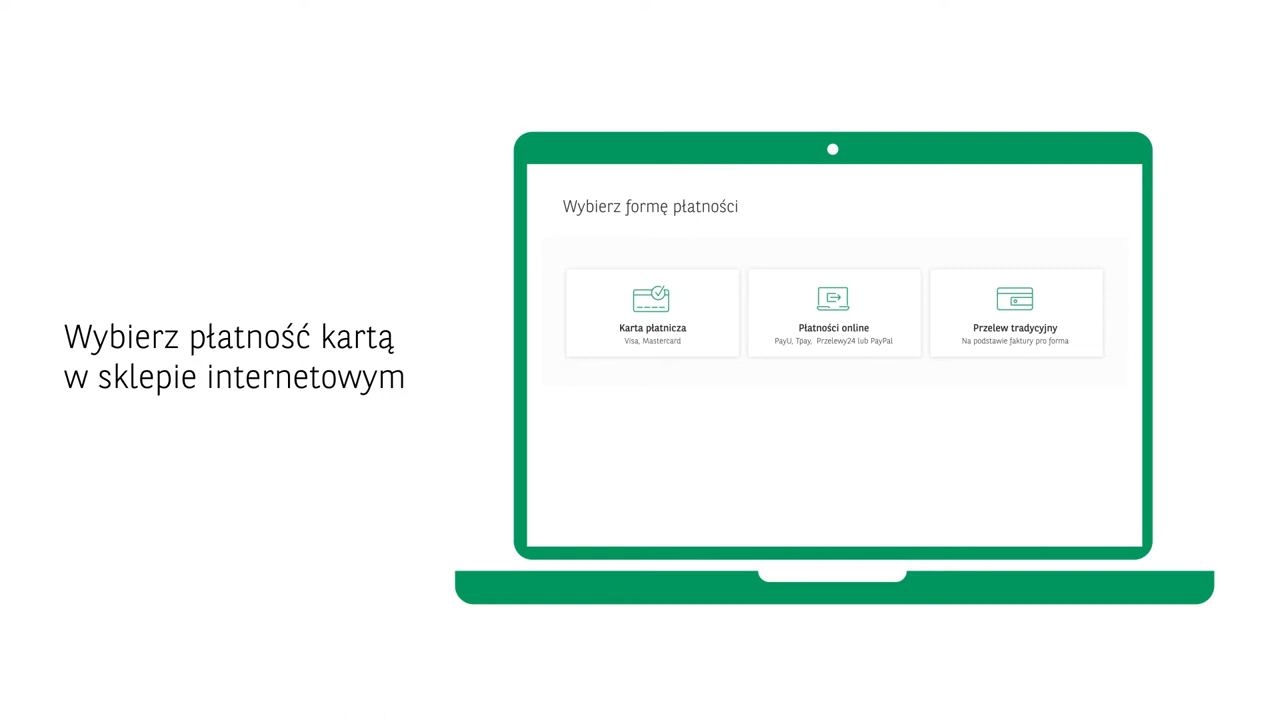 Wybierz płatność kartą
w sklepie internetowym
Wybierz formę płatności
Karta płatnicza
Visa, Mastercard
Płatności online
PayU, Tpay, Przelewy24 lub PayPal
Przelew tradycyjny
Na podstawie faktury pro forma